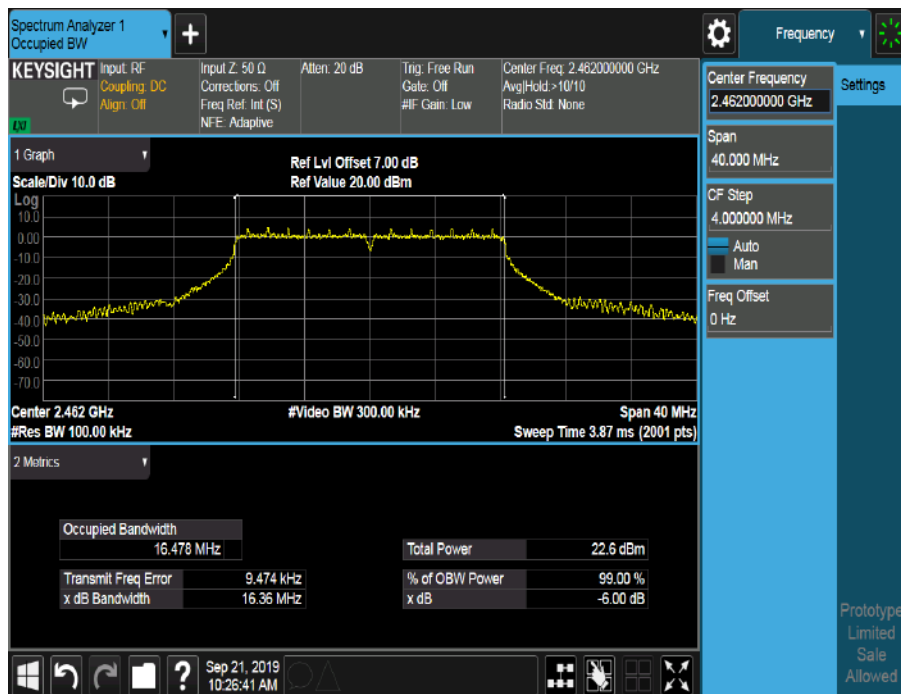 Spectrum Analyzer 1
Occupied BW
+
Frequency
KEYSIGHT
Input: RF
Coupling: DC
Align: Off
Input Z: 50 Ω
Corrections: Off
Freq Ref: Int (S)
NFE: Adaptive
Atten: 20 dB
Trig: Free Run
Gate: Off
#IF Gain: Low
Center Freq: 2.462000000 GHz
Avg|Hold:>10/10
Radio Std: None
LXI
Center Frequency
2.462000000 GHz
Settings
Span
40.000 MHz
CF Step
4.000000 MHz
Auto
Man
Freq Offset
0 Hz
1 Graph
Ref Lvl Offset 7.00 dB
Scale/Div 10.0 dB
Ref Value 20.00 dBm
Log
10.0
0.00
-10.0
-20.0
-30.0
-40.0
-50.0
-60.0
-70.0
Center 2.462 GHz
#Video BW 300.00 kHz
Span 40 MHz
#Res BW 100.00 kHz
Sweep Time 3.87 ms (2001 pts)
2 Metrics
Occupied Bandwidth
16.478 MHz
Total Power 22.6 dBm
Transmit Freq Error 9.474 kHz
% of OBW Power 99.00 %
x dB Bandwidth 16.36 MHz
x dB -6.00 dB
Prototype
Limited
Sale
Allowed
?
Sep 21, 2019
10:26:41 AM